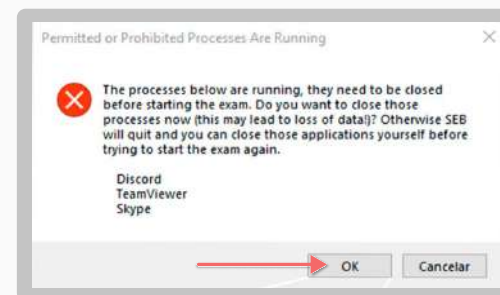 Permitted or Prohibited Processes Are Running
The processes below are running, they need to be closed
before starting the exam. Do you want to close those
processes now (this may lead to loss of data!)? Otherwise SEB
will quit and you can close those applications yourself before
trying to start the exam again.
Discord
TeamViewer
Skype
OK
Cancelar